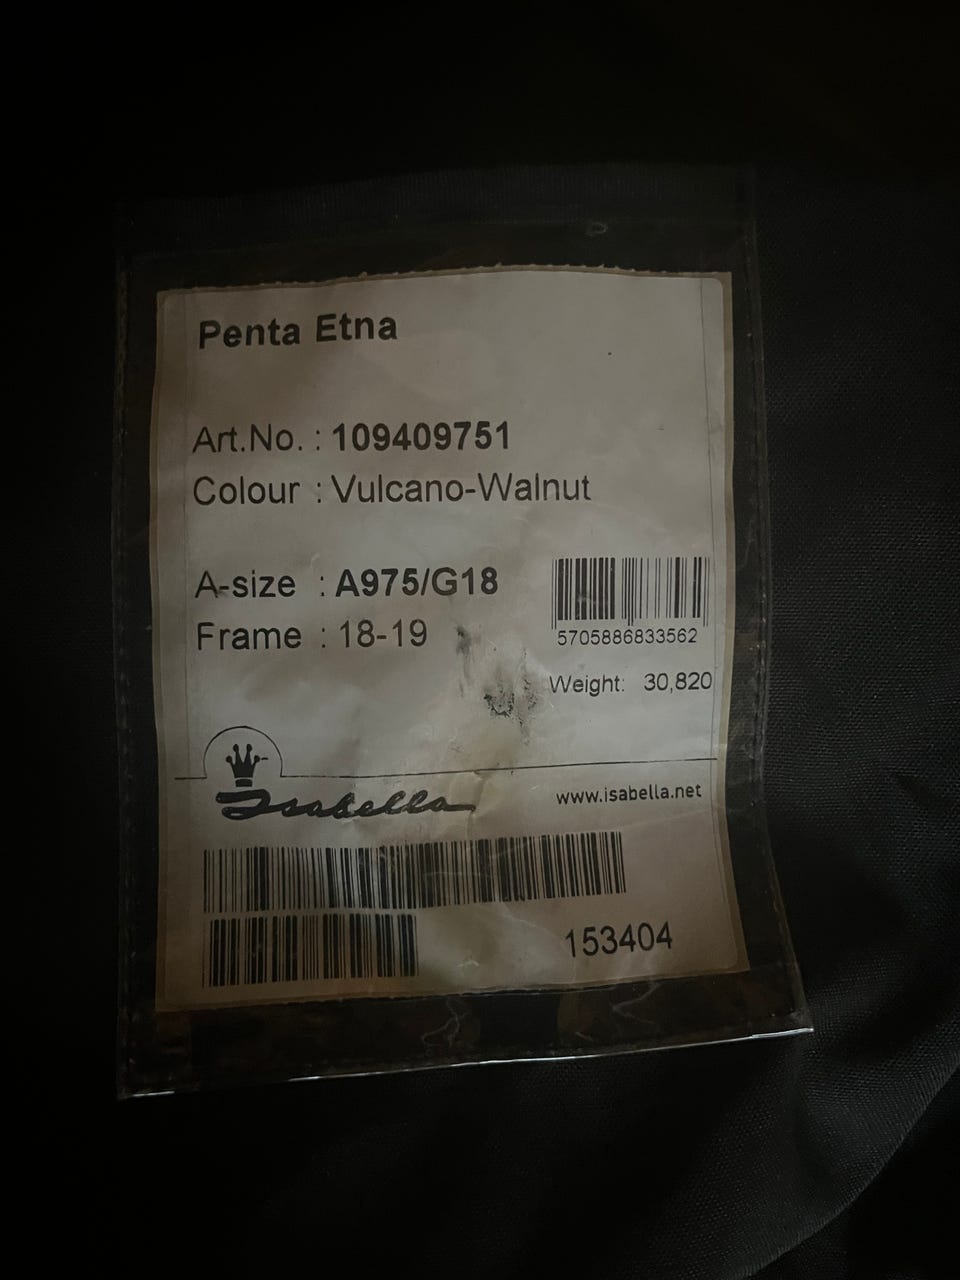 Penta Etna
Art.No. : 109409751
Colour : Vulcano-Walnut
A-size : A975/G18
Frame : 18-19
5705886833562
Weight: 30,820
Isabella
www.isabella.net
153404